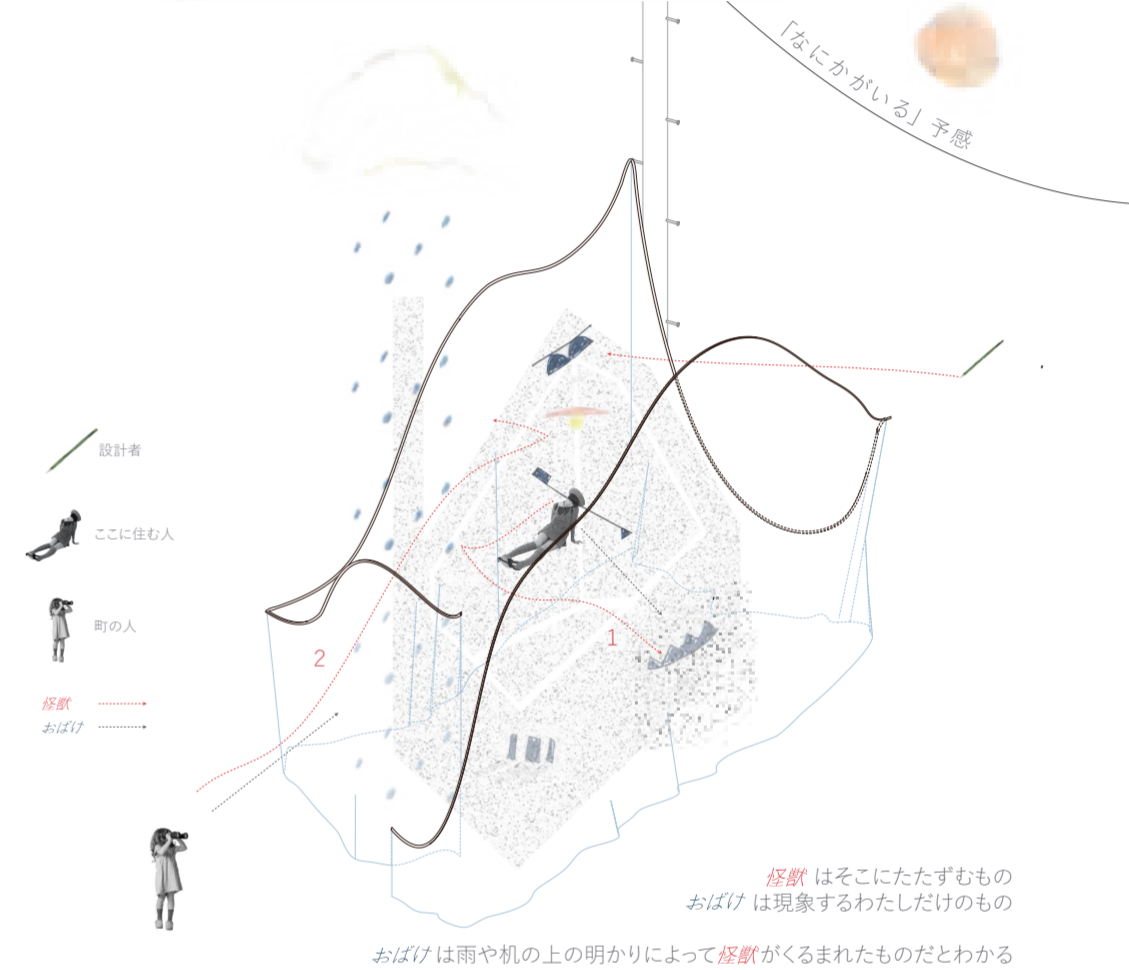 「なにかがいる」予感
設計者
ここに住む人
町の人
怪獣
おばけ
1
2
怪獣 はそこにたたずむもの
おばけ は現象するわたしだけのもの
おばけ は雨や机の上の明かりによって怪獣がくるまれたものだとわかる